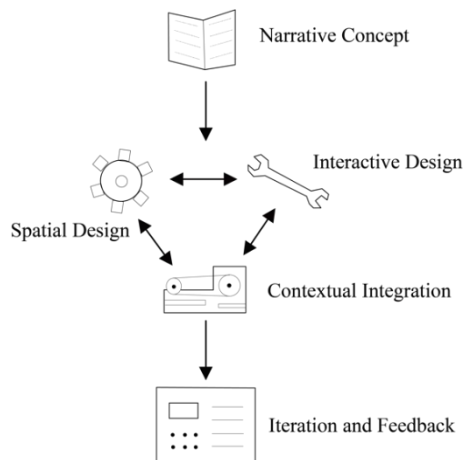 Narrative Concept
Interactive Design
Spatial Design
Contextual Integration
Iteration and Feedback